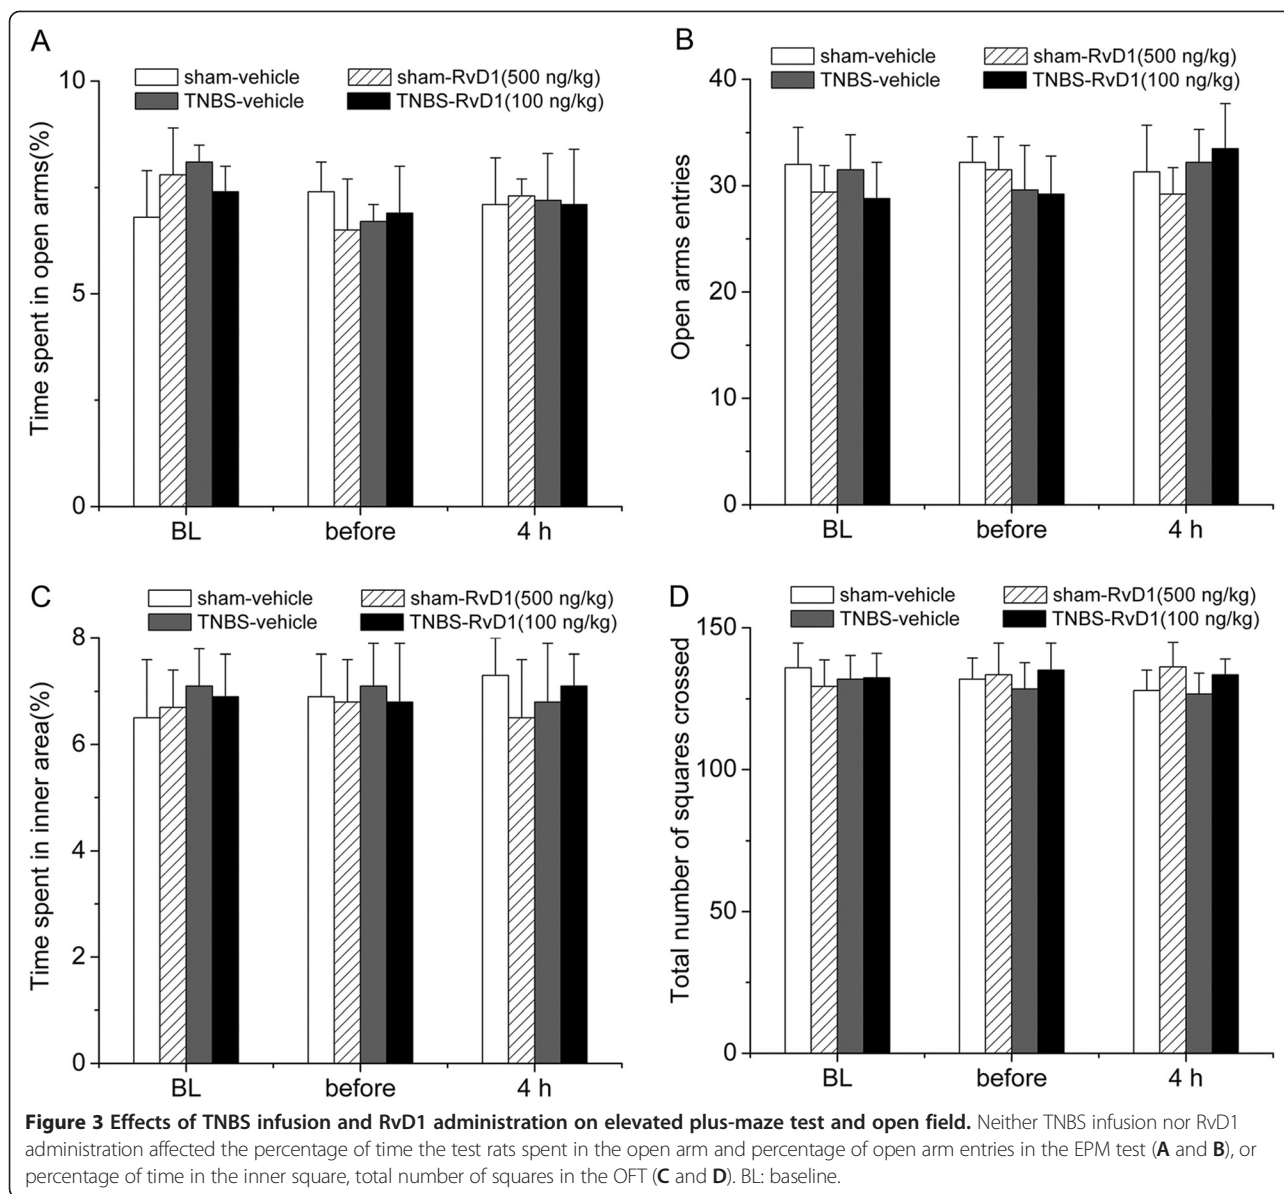 A
sham-vehicle
sham-RvD1(500 ng/kg)
TNBS-vehicle
TNBS-RvD1(100 ng/kg)
Time spent in open arms(%)
10
5
0
BL before 4 h
B
sham-vehicle
sham-RvD1(500 ng/kg)
TNBS-vehicle
TNBS-RvD1(100 ng/kg)
Open arms entries
40
30
20
10
0
BL before 4 h
C
sham-vehicle
sham-RvD1(500 ng/kg)
TNBS-vehicle
TNBS-RvD1(100 ng/kg)
Time spent in inner area(%)
8
6
4
2
0
BL before 4 h
D
sham-vehicle
sham-RvD1(500 ng/kg)
TNBS-vehicle
TNBS-RvD1(100 ng/kg)
Total number of squares crossed
150
100
50
0
BL before 4 h
Figure 3 Effects of TNBS infusion and RvD1 administration on elevated plus-maze test and open field. Neither TNBS infusion nor RvD1
administration affected the percentage of time the test rats spent in the open arm and percentage of open arm entries in the EPM test (A and B), or
percentage of time in the inner square, total number of squares in the OFT (C and D). BL: baseline.